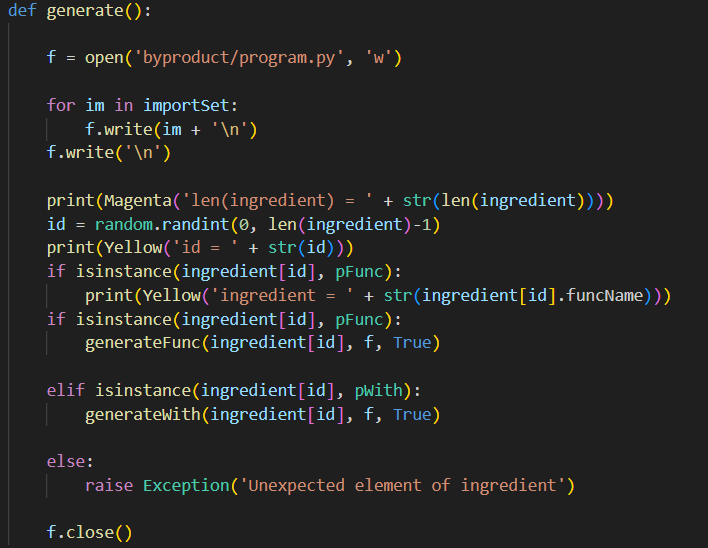 def generate():
f = open('byproduct/program.py', 'w')
for im in importSet:
f.write(im + '\n')
f.write('\n')
print(Magenta('len(ingredient) = ' + str(len(ingredient))))
id = random.randint(0, len(ingredient)-1)
print(Yellow('id = ' + str(id)))
if isinstance(ingredient[id], pFunc):
print(Yellow('ingredient = ' + str(ingredient[id].funcName)))
if isinstance(ingredient[id], pFunc):
generateFunc(ingredient[id], f, True)
elif isinstance(ingredient[id], pWith):
generateWith(ingredient[id], f, True)
else:
raise Exception('Unexpected element of ingredient')
f.close()